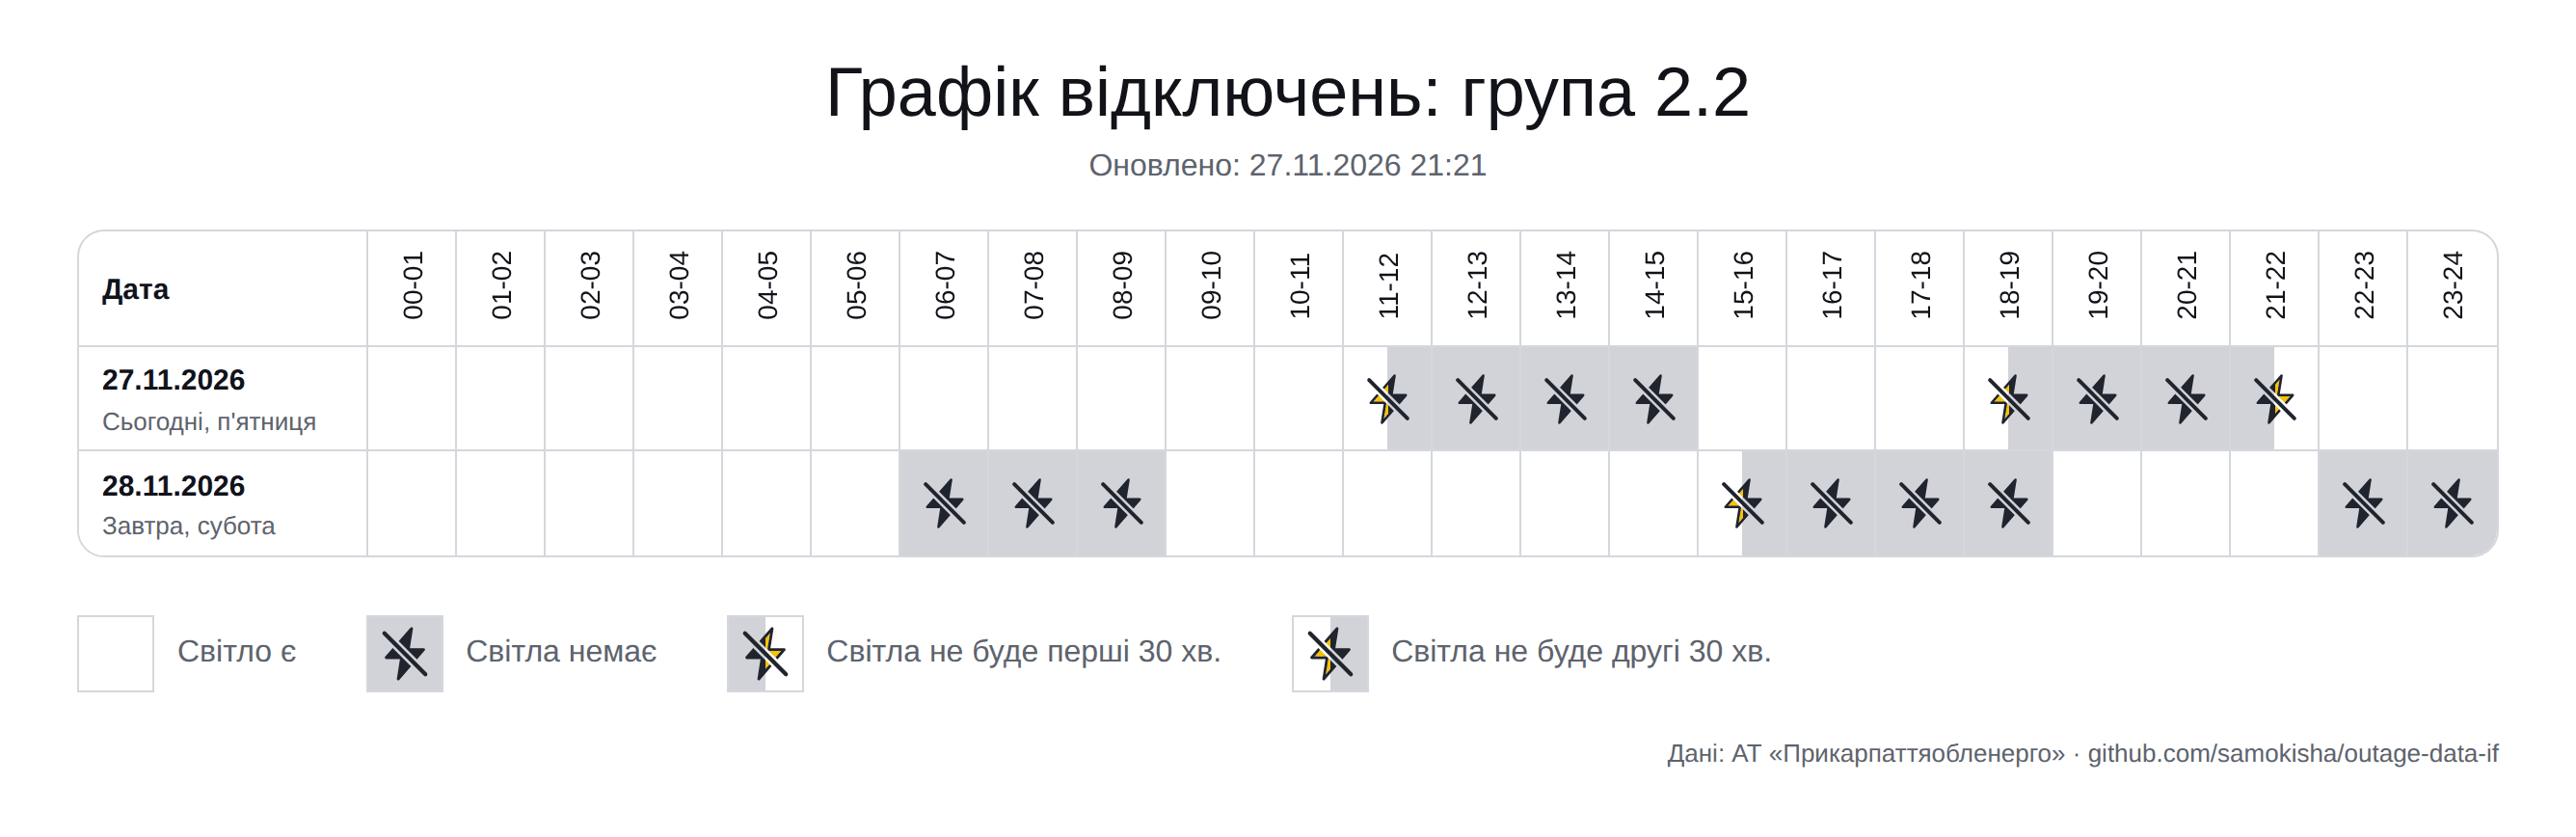 Графік відключень: група 2.2
Оновлено: 27.11.2026 21:21
Дата 00-01 01-02 02-03 03-04 04-05 05-06 06-07 07-08 08-09 09-10 10-11 11-12 12-13 13-14 14-15 15-16 16-17 17-18 18-19 19-20 20-21 21-22 22-23 23-24
27.11.2026
Сьогодні, п'ятниця
28.11.2026
Завтра, субота
Світло є Світла немає Світла не буде перші 30 хв. Світла не буде другі 30 хв.
Дані: АТ «Прикарпаттяобленерго» · github.com/samokisha/outage-data-if